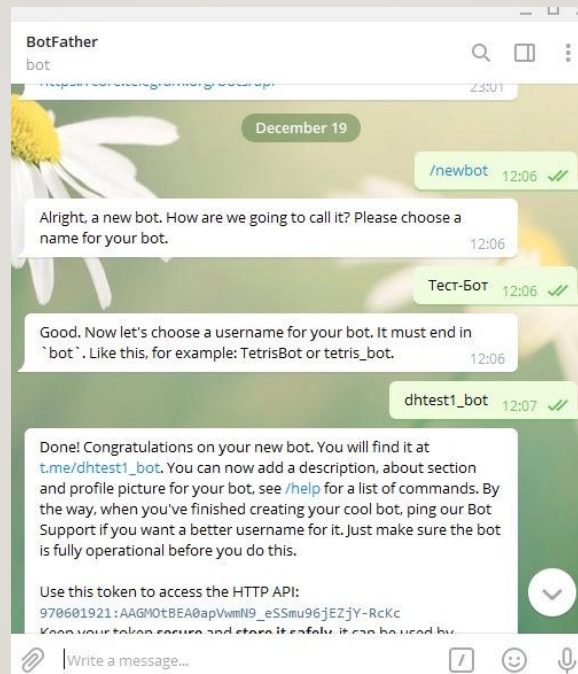 BotFather
bot
23:01
December 19
/newbot 12:06
Alright, a new bot. How are we going to call it? Please choose a
name for your bot. 12:06
Тест-Бот 12:06
Good. Now let's choose a username for your bot. It must end in
`bot`. Like this, for example: TetrisBot or tetris_bot. 12:06
dhtest1_bot 12:07
Done! Congratulations on your new bot. You will find it at
t.me/dhtest1_bot. You can now add a description, about section
and profile picture for your bot, see /help for a list of commands. By
the way, when you've finished creating your cool bot, ping our Bot
Support if you want a better username for it. Just make sure the bot
is fully operational before you do this.
Use this token to access the HTTP API:
970601921:AAGMOtBEA0apVwmN9_eSSmu96jEZjY-RcKc
Keep your token secure and store it safely, it can be used by
Write a message...